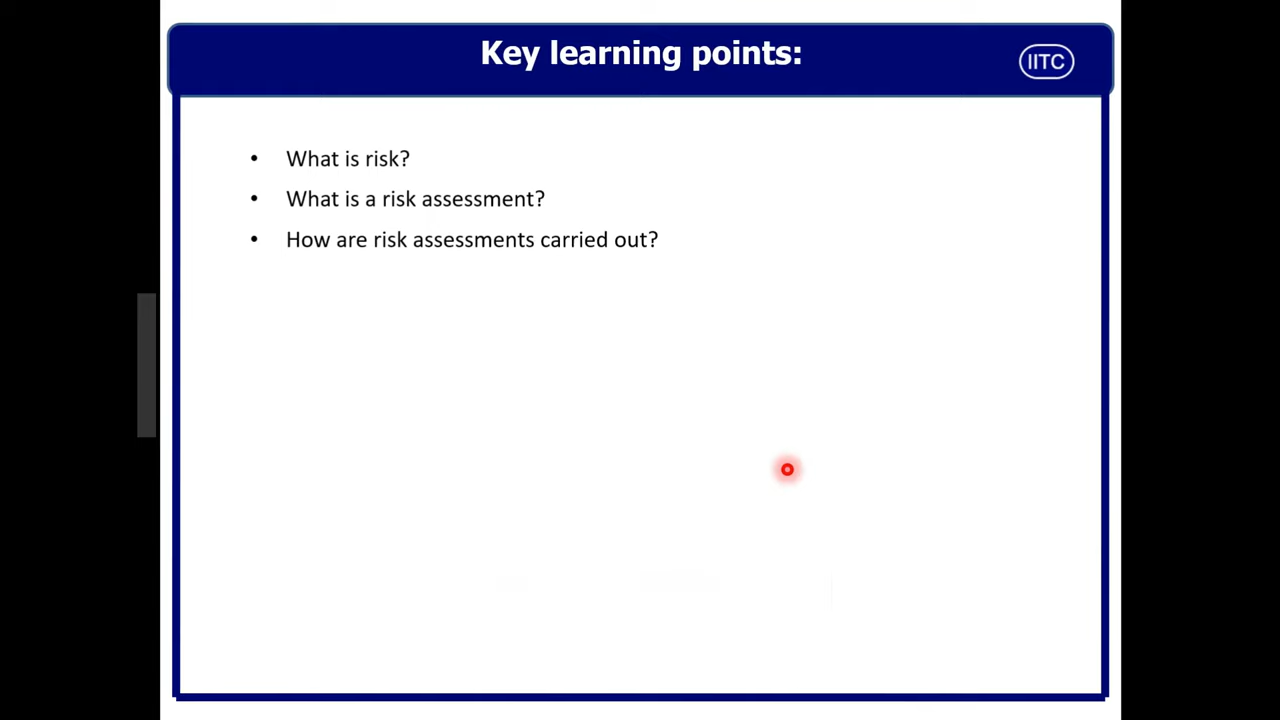 Key learning points:
IITC
• What is risk?
• What is a risk assessment?
• How are risk assessments carried out?